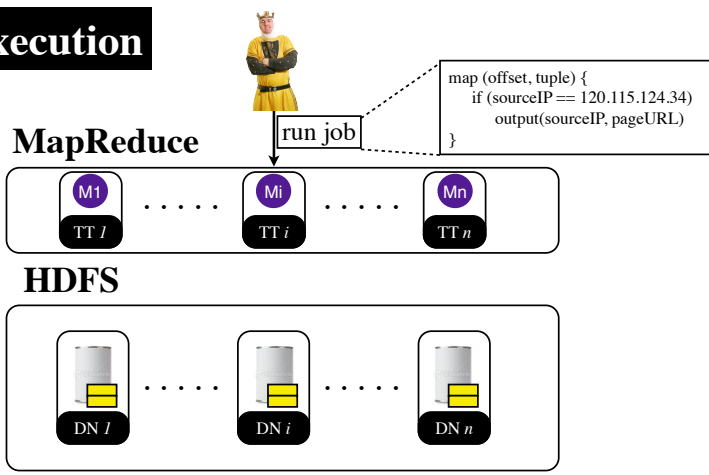 xecution
map (offset, tuple) {
if (sourceIP == 120.115.124.34)
output(sourceIP, pageURL)
}
run job
MapReduce
M1 . . . . . Mi . . . . . Mn
TT 1 TT i TT n
HDFS
. . . . . . . . . .
DN 1 DN i DN n